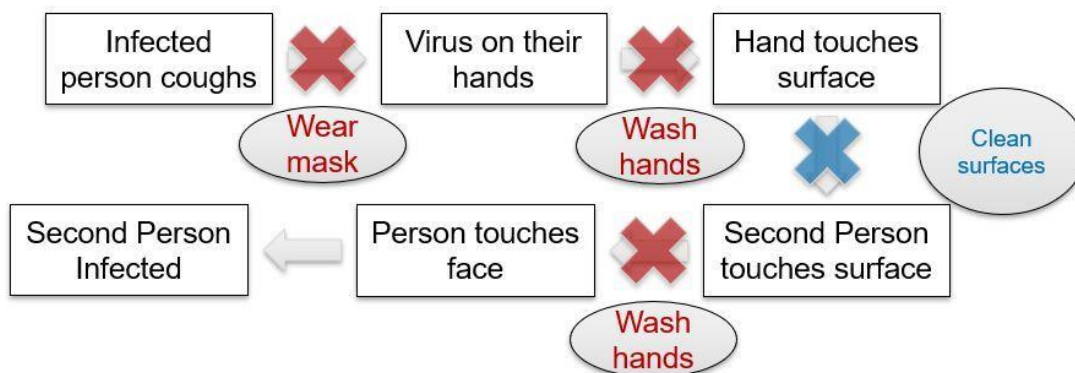 Infected
person coughs
Virus on their
hands
Hand touches
surface
Wear
mask
Wash
hands
Clean
surfaces
Second Person
Infected
Person touches
face
Second Person
touches surface
Wash
hands